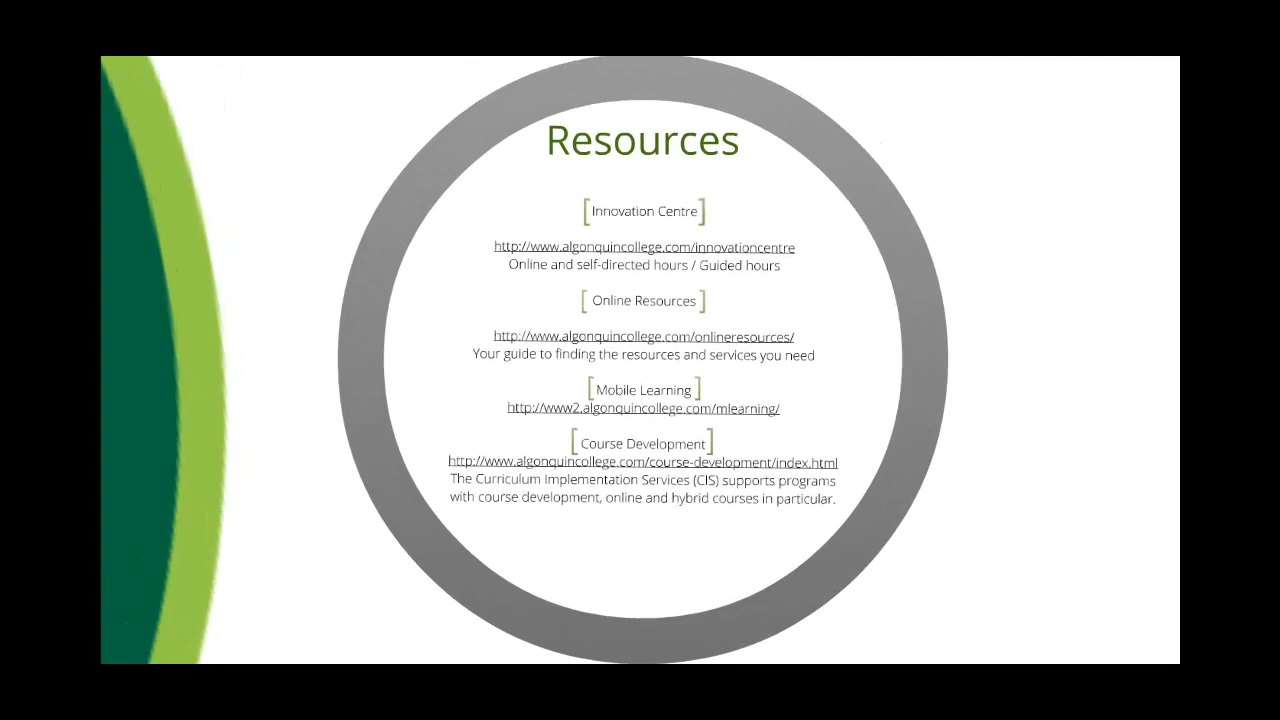 Resources
[Innovation Centre]
http://www.algonquincollege.com/innovationcentre
Online and self-directed hours / Guided hours
[ Online Resources ]
http://www.algonquincollege.com/onlineresources/
Your guide to finding the resources and services you need
[Mobile Learning ]
http://www2.algonquincollege.com/mlearning/
[ Course Development]
http://www.algonquincollege.com/course-development/index.html
The Curriculum Implementation Services (CIS) supports programs
with course development, online and hybrid courses in particular.